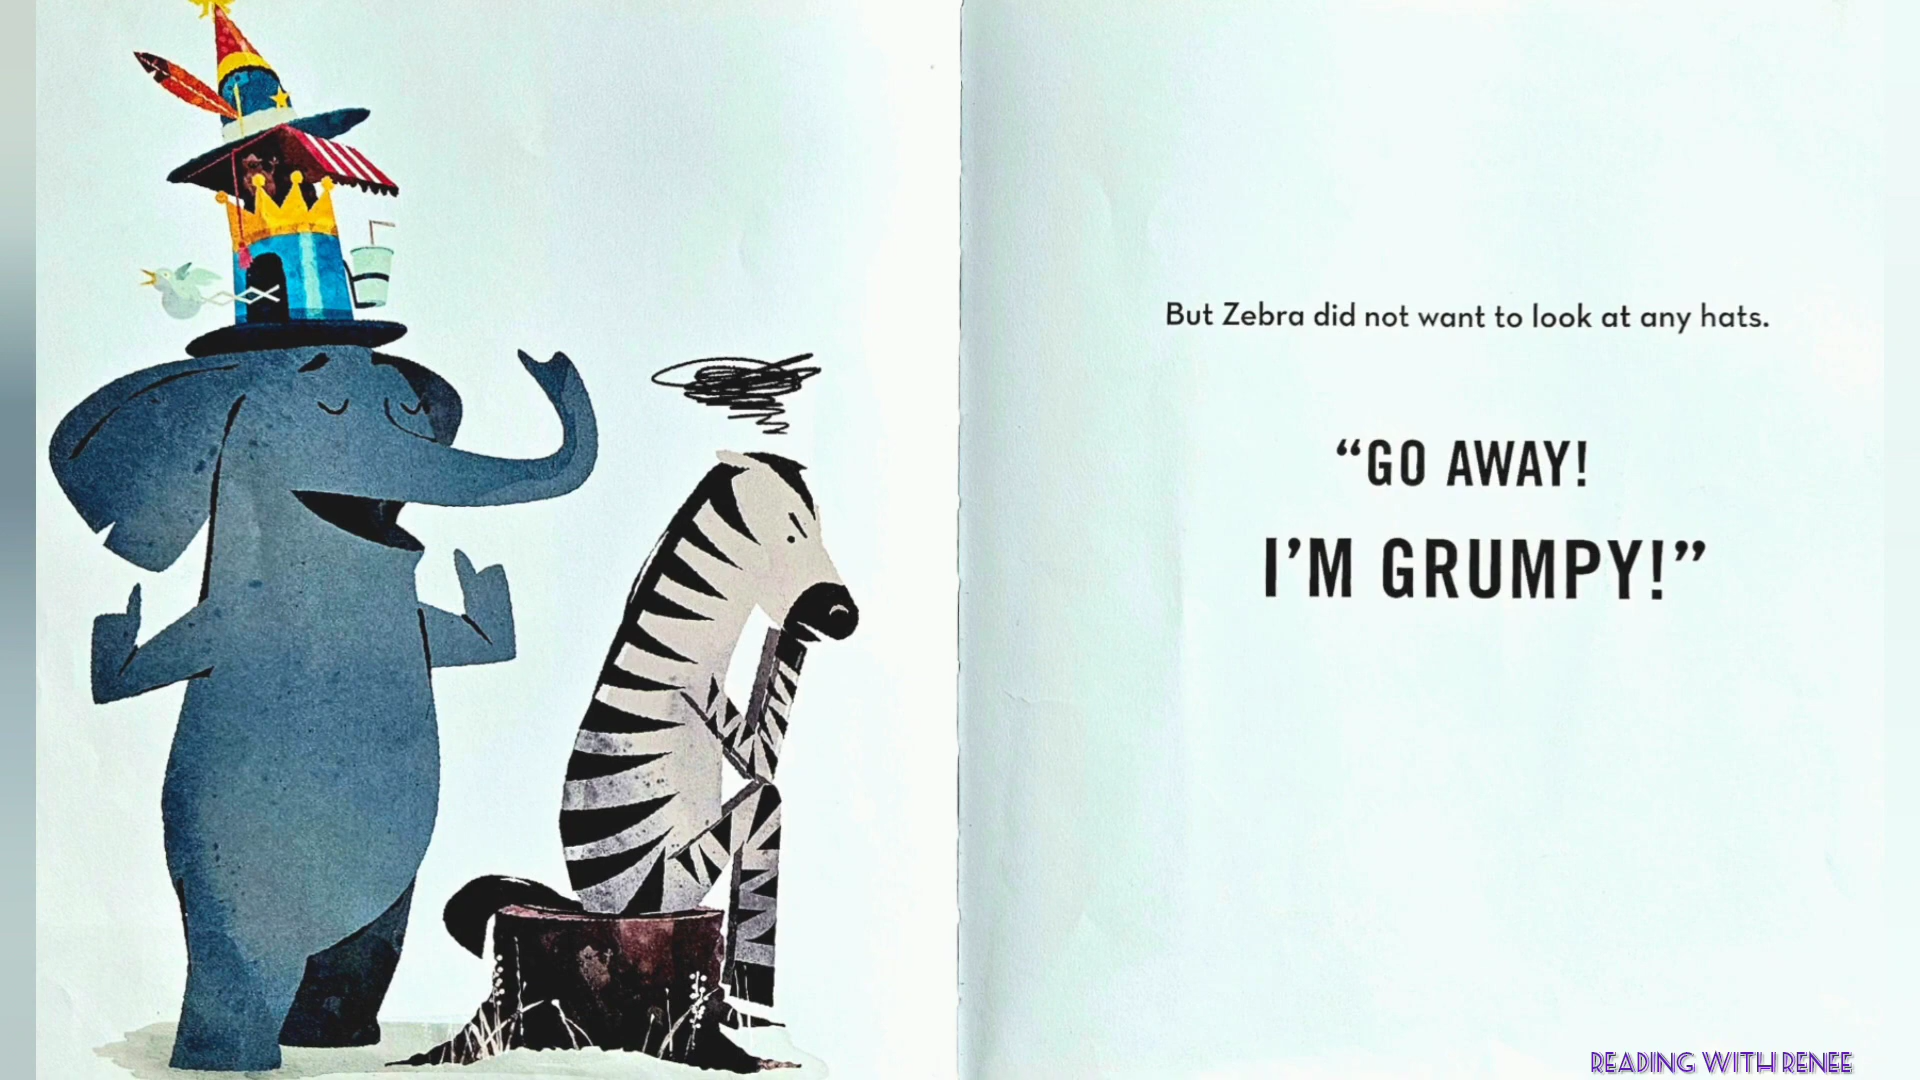 But Zebra did not want to look at any hats.
“GO AWAY!
I’M GRUMPY!”
READING WITH RENEE